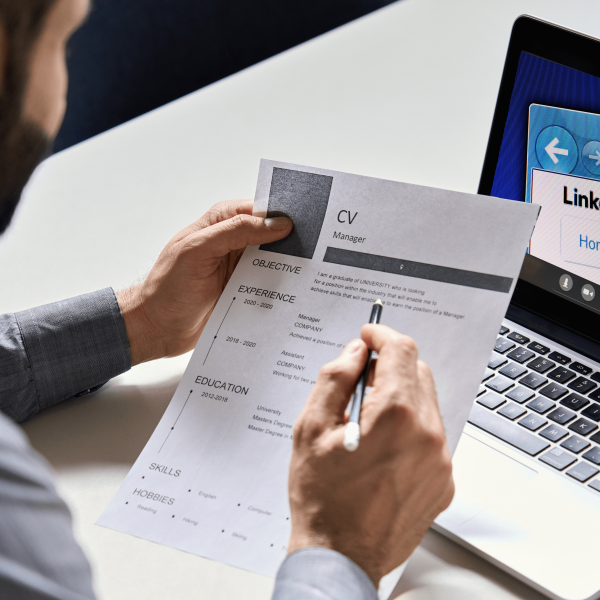 CV
Manager
OBJECTIVE
I am a graduate of UNIVERSITY who is looking
for a position within the industry that will enable me to
achieve skills that will enable me to earn the position of a Manager.
EXPERIENCE
2020 - 2020
Manager
COMPANY
Achieved a position of
2018 - 2020
Assistant
COMPANY
Working for two
EDUCATION
2012-2018
University
Masters Degree
Master Degree in
SKILLS
English
Computer
HOBBIES
Reading
Hiking
Skiing
Link
Hor